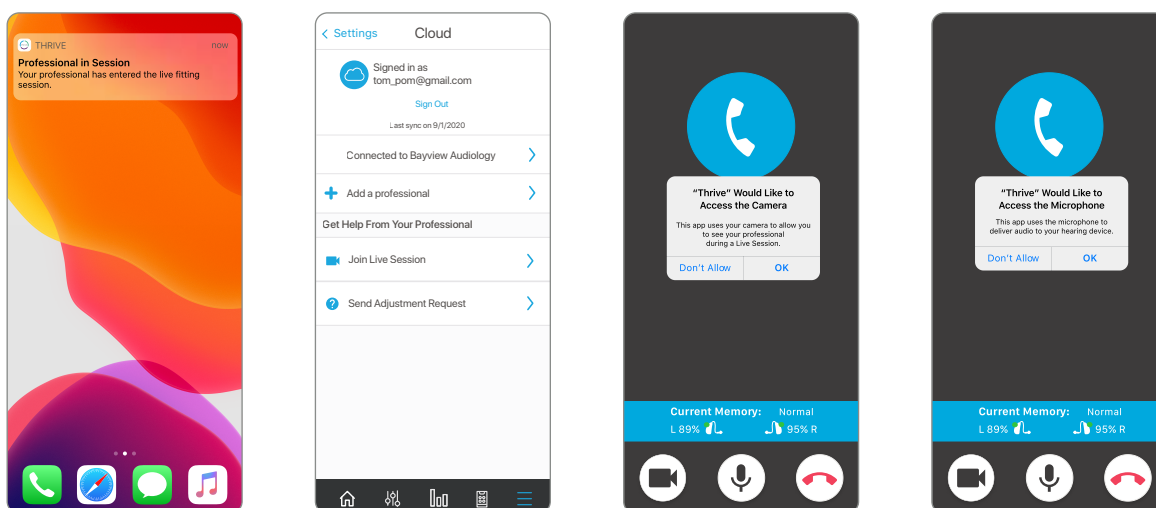 THRIVE now
Professional in Session
Your professional has entered the live fitting
session.
Settings Cloud
Signed in as
tom_pom@gmail.com
Sign Out
Last sync on 9/1/2020
Connected to Bayview Audiology
Add a professional
Get Help From Your Professional
Join Live Session
Send Adjustment Request
“Thrive” Would Like to
Access the Camera
This app uses your camera to allow you
to see your professional
during a Live Session.
Don't Allow OK
Current Memory: Normal
L 89% 95% R
“Thrive” Would Like to
Access the Microphone
This app uses the microphone to
deliver audio to your hearing device.
Don't Allow OK
Current Memory: Normal
L 89% 95% R